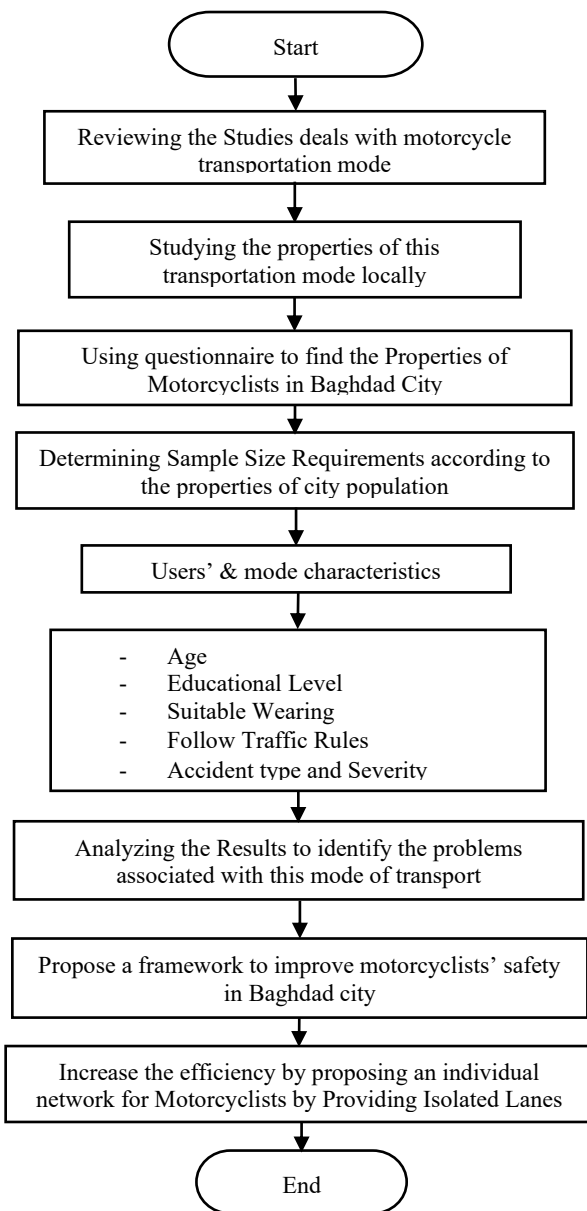 Start
Reviewing the Studies deals with motorcycle
transportation mode
Studying the properties of this
transportation mode locally
Using questionnaire to find the Properties of
Motorcyclists in Baghdad City
Determining Sample Size Requirements according to
the properties of city population
Users’ & mode characteristics
- Age
- Educational Level
- Suitable Wearing
- Follow Traffic Rules
- Accident type and Severity
Analyzing the Results to identify the problems
associated with this mode of transport
Propose a framework to improve motorcyclists’ safety
in Baghdad city
Increase the efficiency by proposing an individual
network for Motorcyclists by Providing Isolated Lanes
End